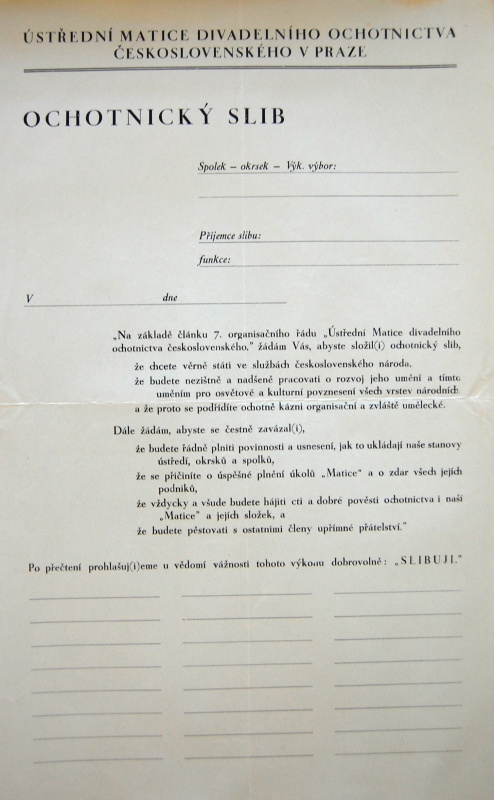 ÚSTŘEDNÍ MATICE DIVADELNÍHO OCHOTNICTVA
ČESKOSLOVENSKÉHO V PRAZE
OCHOTNICKÝ SLIB
Spolek – okrsek – Výk. výbor:
Příjemce slibu:
funkce:
V dne
„Na základě článku 7. organisačního řádu „Ústřední Matice divadelního
ochotnictva československého," žádám Vás, abyste složil(i) ochotnický slib,
že chcete věrně státi ve službách československého národa,
že budete nezištně a nadšeně pracovati o rozvoj jeho umění a tímto
uměním pro osvětové a kulturní povznesení všech vrstev národních
a že proto se podřídíte ochotně kázni organisační a zvláště umělecké.
Dále žádám, abyste se čestně zavázal(i),
že budete řádně plniti povinnosti a usnesení, jak to ukládají naše stanovy
ústředí, okrsků a spolků,
že se přičiníte o úspěšné plnění úkolů „Matice" a o zdar všech jejích
podniků,
že vždycky a všude budete hájiti cti a dobré pověsti ochotnictva i naší
„Matice" a jejích složek, a
že budete pěstovati s ostatními členy upřímné přátelství."
Po přečtení prohlašuj(i)eme u vědomí vážnosti tohoto výkonu dobrovolně: „SLIBUJI."